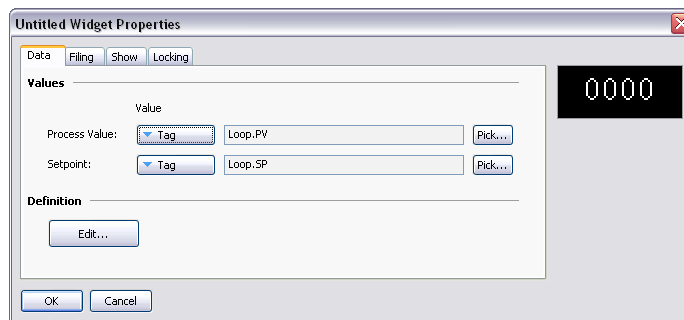 Untitled Widget Properties
Data Filing Show Locking
0000
Values
Value
Process Value: Tag Loop.PV Pick...
Setpoint: Tag Loop.SP Pick...
Definition
Edit...
OK Cancel